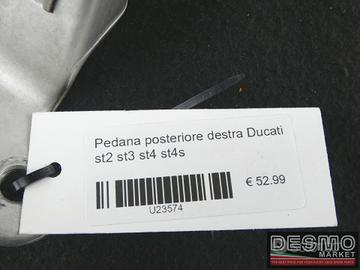 Pedana posteriore destra Ducati
st2 st3 st4 st4s
€ 52.99
U23574
DESMO
MARKET